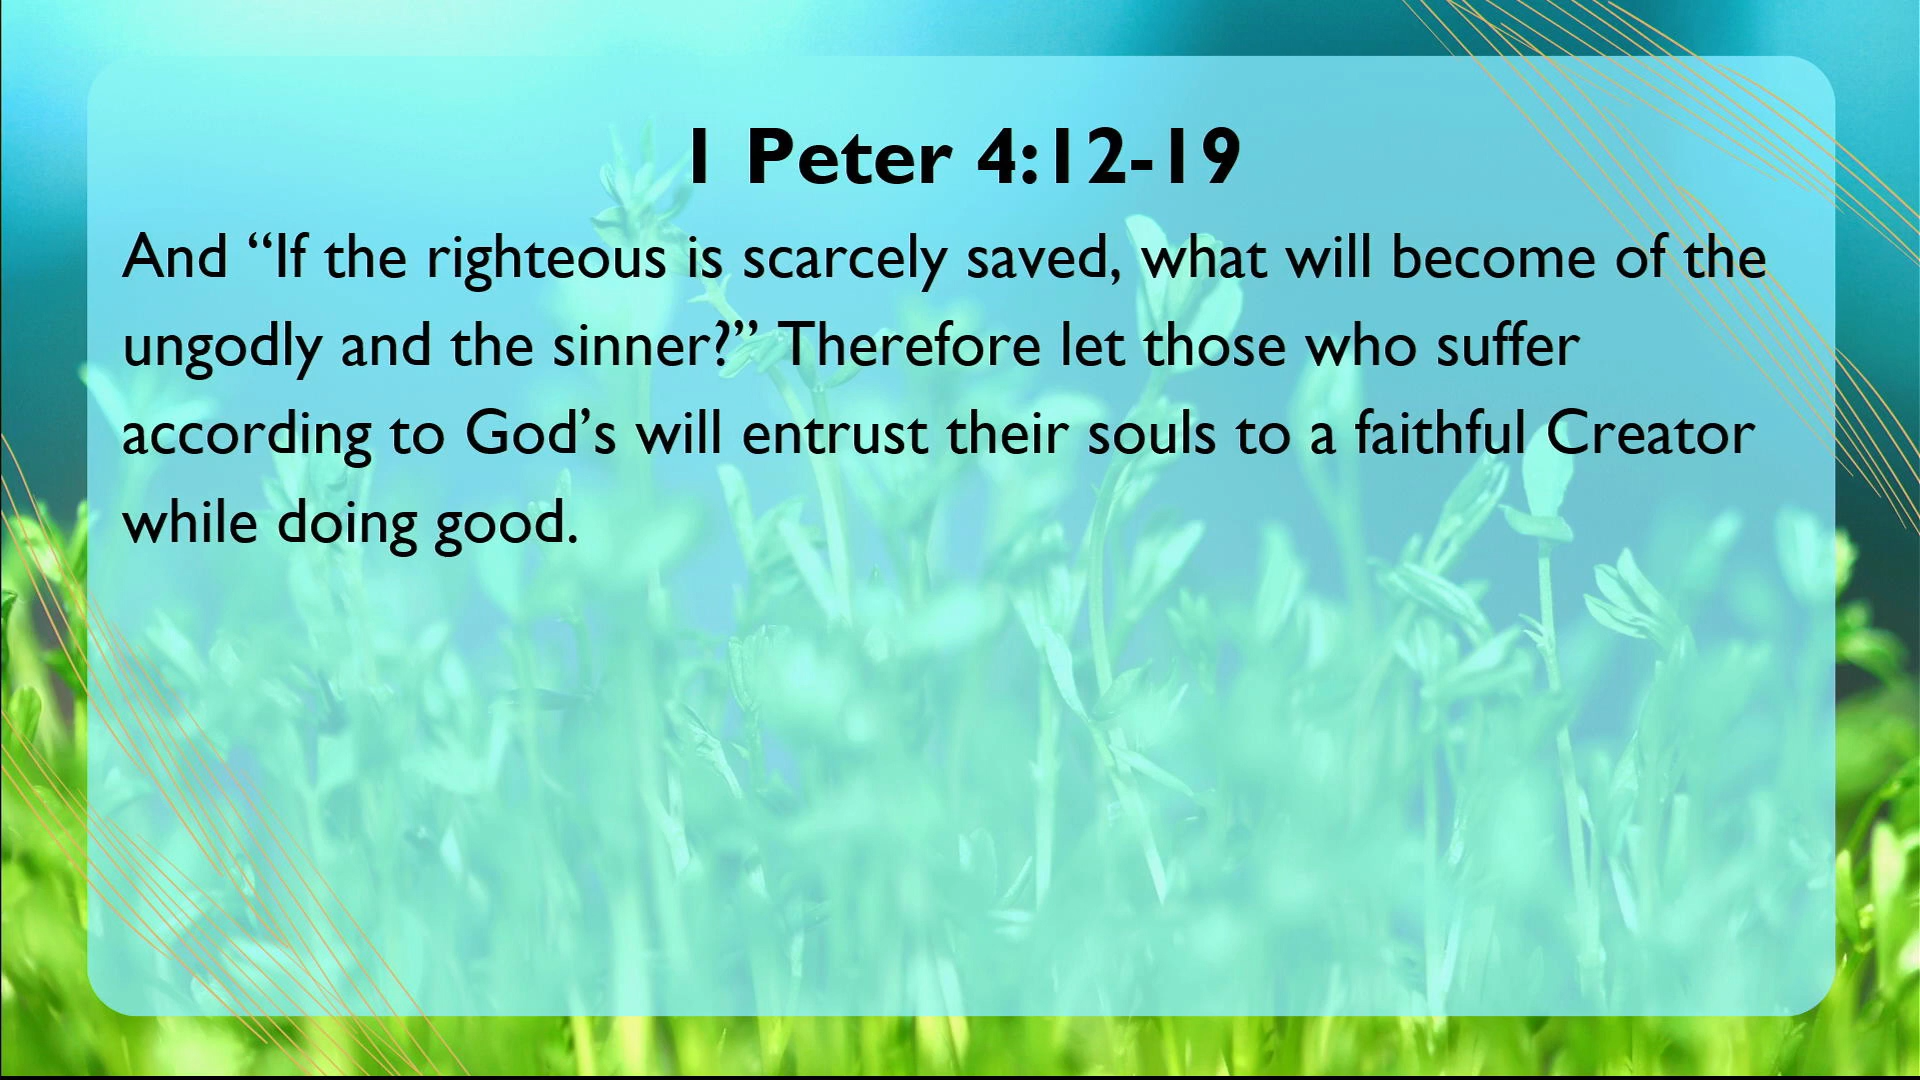 1 Peter 4:12-19
And “If the righteous is scarcely saved, what will become of the
ungodly and the sinner?” Therefore let those who suffer
according to God’s will entrust their souls to a faithful Creator
while doing good.